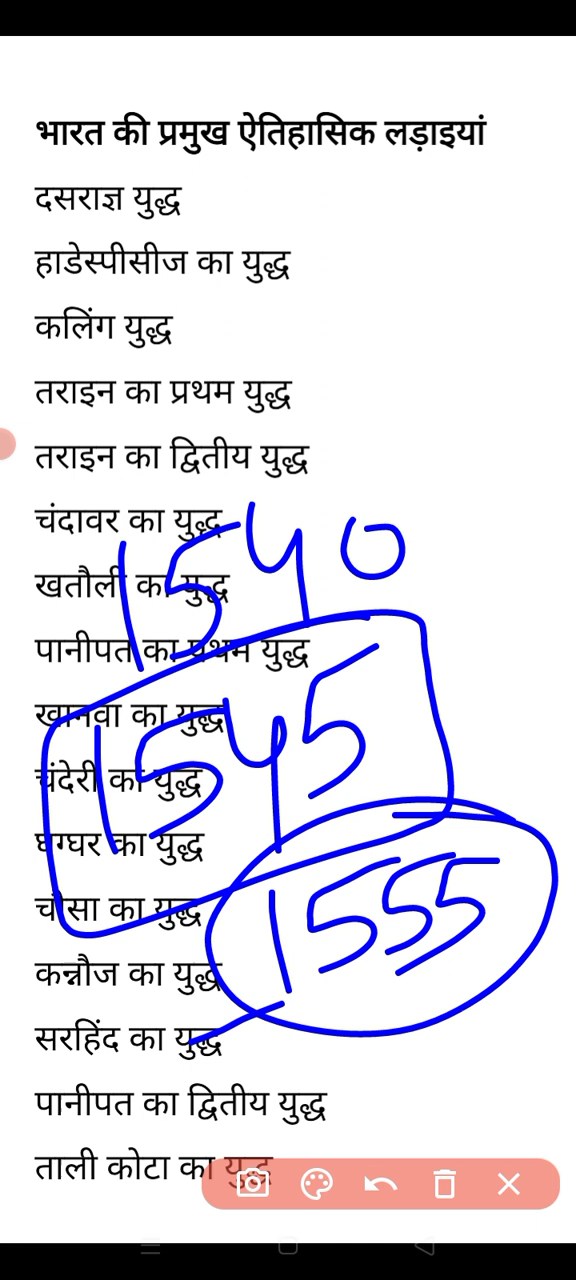 भारत की प्रमुख ऐतिहासिक लड़ाइयां
दसराज्ञ युद्ध
हाडेस्पीसीज का युद्ध
कलिंग युद्ध
तराइन का प्रथम युद्ध
तराइन का द्वितीय युद्ध
चंदावर का युद्ध
1540
खतौली का युद्ध
पानीपत का प्रथम युद्ध
खानवा का युद्ध
1545
चंदेरी का युद्ध
घग्घर का युद्ध
चौसा का युद्ध
1555
कन्नौज का युद्ध
सरहिंद का युद्ध
पानीपत का द्वितीय युद्ध
ताली कोटा का युद्ध